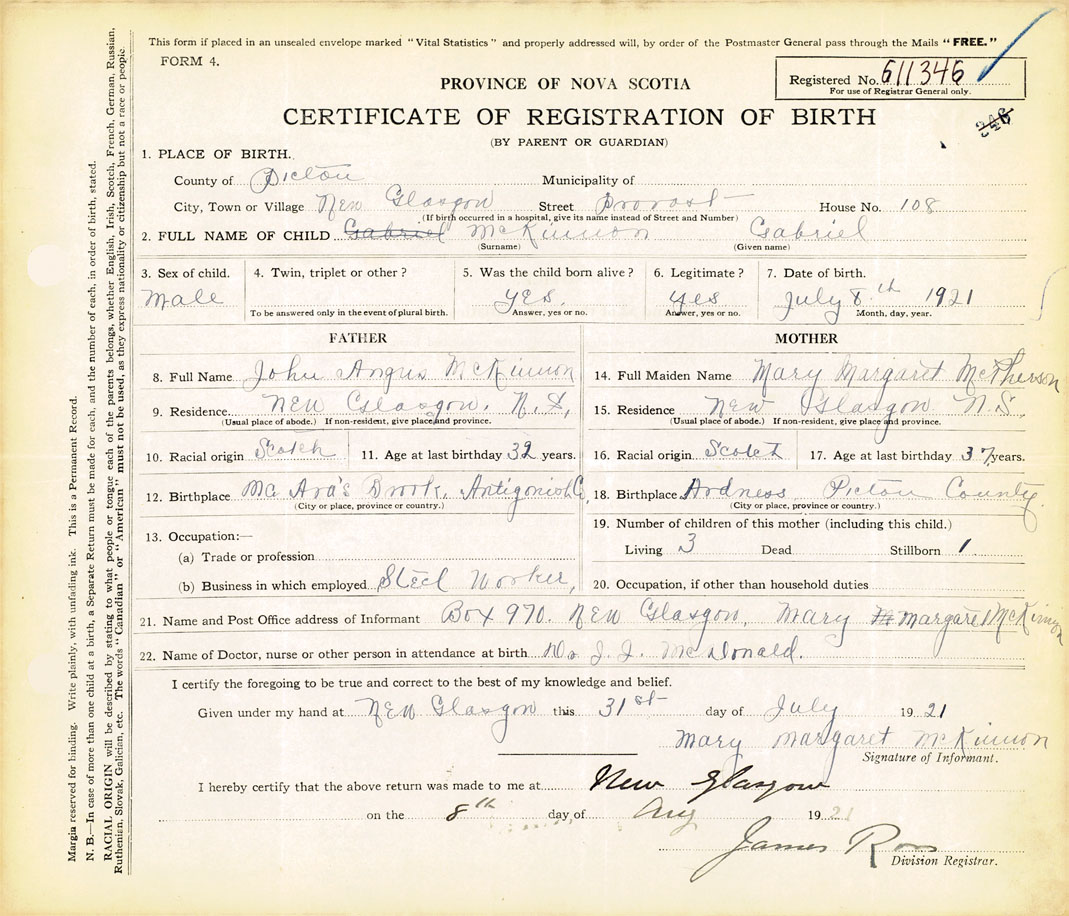 This form if placed in an unsealed envelope marked "Vital Statistics" and properly addressed will, by order of the Postmaster General pass through the Mails "FREE."
FORM 4.
Registered No. 611346
For use of Registrar General only.
PROVINCE OF NOVA SCOTIA
CERTIFICATE OF REGISTRATION OF BIRTH
346
(BY PARENT OR GUARDIAN)
1. PLACE OF BIRTH.
County of Pictou Municipality of
City, Town or Village New Glasgow Street Provost House No. 108
(If birth occurred in a hospital, give its name instead of Street and Number)
2. FULL NAME OF CHILD Gabriel McKinnon Gabriel
(Surname) (Given name)
3. Sex of child. 4. Twin, triplet or other? 5. Was the child born alive? 6. Legitimate? 7. Date of birth.
Male yes. yes July 8th 1921
To be answered only in the event of plural birth. Answer, yes or no. Answer, yes or no. Month, day, year.
FATHER MOTHER
8. Full Name John Angus McKinnon 14. Full Maiden Name Mary Margaret McPherson
9. Residence New Glasgow, N.S, 15. Residence New Glasgow N.S.
(Usual place of abode.) If non-resident, give place and province. (Usual place of abode.) If non-resident, give place and province.
10. Racial origin Scotch 11. Age at last birthday 32 years. 16. Racial origin Scotch 17. Age at last birthday 37 years.
12. Birthplace McAra's Brook, Antigonish Co 18. Birthplace Ardness Pictou County
(City or place, province or country.) (City or place, province or country.)
19. Number of children of this mother (including this child.)
13. Occupation:—
(a) Trade or profession Living 3 Dead Stillborn 1
(b) Business in which employed Steel Worker, 20. Occupation, if other than household duties
21. Name and Post Office address of Informant Box 970. New Glasgow, Mary M Margaret McKinnon
22. Name of Doctor, nurse or other person in attendance at birth Dr J. J. McDonald.
I certify the foregoing to be true and correct to the best of my knowledge and belief.
Given under my hand at New Glasgow this 31st day of July 1921
Mary Margaret McKinnon
Signature of Informant.
I hereby certify that the above return was made to me at New Glasgow
on the 8th day of Aug 1921
James Ross
Division Registrar.
Margia reserved for binding. Write plainly, with unfading ink. This is a Permanent Record.
N. B.—In case of more than one child at a birth, a Separate Return must be made for each, and the number of each, in order of birth, stated.
RACIAL ORIGIN will be described by stating to what people or tongue each of the parents belongs, whether English, Irish, Scotch, French, German, Russian,
Ruthenian, Slovak, Galician, etc. The words "Canadian" or "American" must not be used, as they express nationality or citizenship but not a race or people.